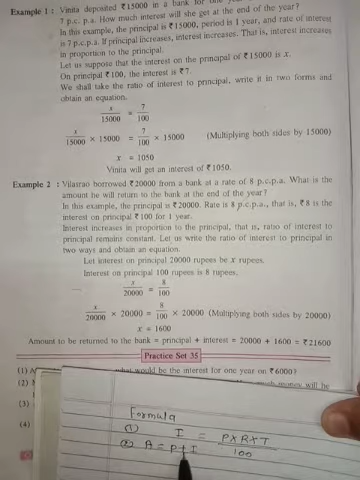 Example 1 : Vinita deposited ₹15000 in a bank for one
7 p.c. p.a. How much interest will she get at the end of the year?
In this example, the principal is ₹15000, period is 1 year, and rate of interest
is 7 p.c.p.a. If principal increases, interest increases. That is, interest increases
in proportion to the principal.
Let us suppose that the interest on the principal of ₹15000 is x.
On principal ₹100, the interest is ₹7.
We shall take the ratio of interest to principal, write it in two forms and
obtain an equation.
x/15000 = 7/100
x/15000 × 15000 = 7/100 × 15000 (Multiplying both sides by 15000)
x = 1050
Vinita will get an interest of ₹1050.
Example 2 : Vilasrao borrowed ₹20000 from a bank at a rate of 8 p.c.p.a. What is the
amount he will return to the bank at the end of the year?
In this example, the principal is ₹20000. Rate is 8 p.c.p.a., that is, ₹8 is the
interest on principal ₹100 for 1 year.
Interest increases in proportion to the principal, that is, ratio of interest to
principal remains constant. Let us write the ratio of interest to principal in
two ways and obtain an equation.
Let interest on principal 20000 rupees be x rupees.
Interest on principal 100 rupees is 8 rupees.
x/20000 = 8/100
x/20000 × 20000 = 8/100 × 20000 (Multiplying both sides by 20000)
x = 1600
Amount to be returned to the bank = principal + interest = 20000 + 1600 = ₹21600
Practice Set 35
(1) would be the interest for one year on ₹6000?
(2) money will be
(3)
(4)
Formula
(1) I = P×R×T/100
(2) A = P+I